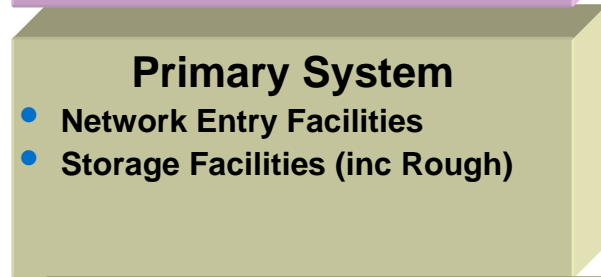 Primary System
• Network Entry Facilities
• Storage Facilities (inc Rough)